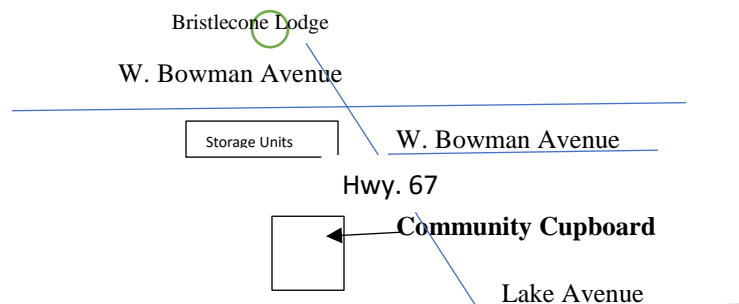 Bristlecone Lodge
W. Bowman Avenue
Storage Units
W. Bowman Avenue
Hwy. 67
Community Cupboard
Lake Avenue